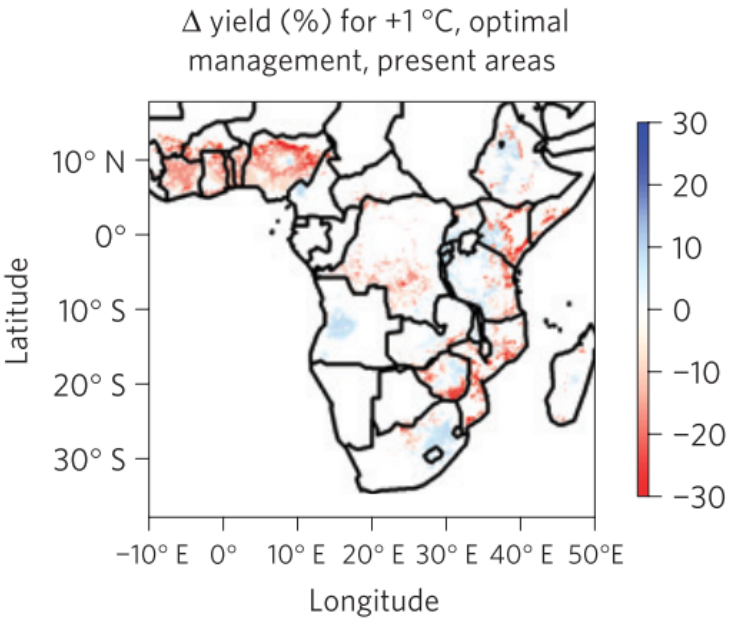 Δ yield (%) for +1 °C, optimal
management, present areas
10° N
0°
10° S
20° S
30° S
Latitude
−10° E 0° 10° E 20° E 30° E 40° E 50°E
Longitude
30
20
10
0
−10
−20
−30